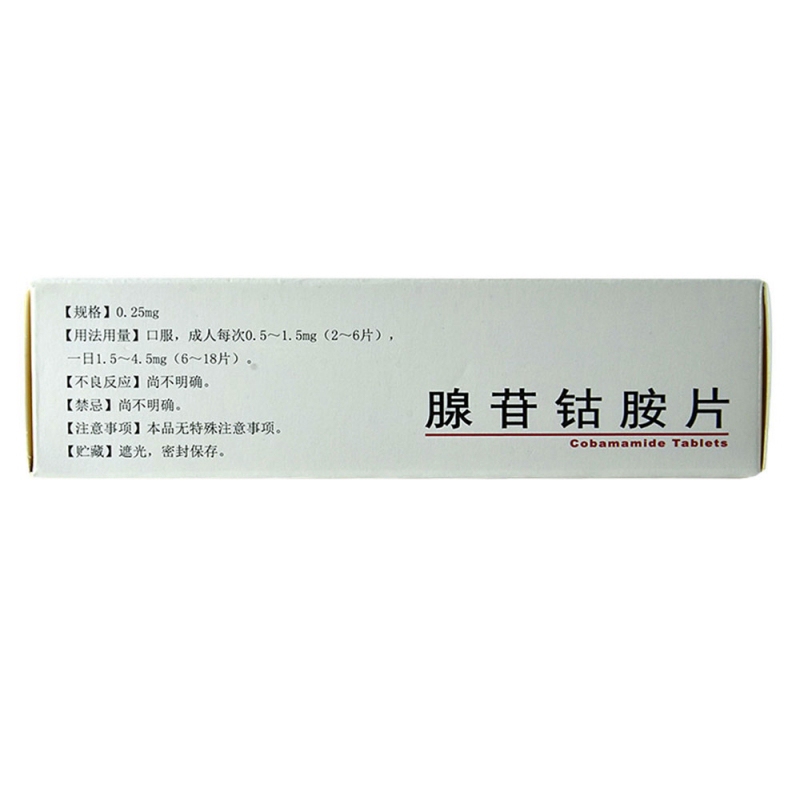 【规格】0.25mg
【用法用量】口服，成人每次0.5～1.5mg（2～6片），
一日1.5～4.5mg（6～18片）。
【不良反应】尚不明确。
【禁忌】尚不明确。
【注意事项】本品无特殊注意事项。
【贮藏】遮光，密封保存。
腺苷钴胺片
Cobamamide Tablets